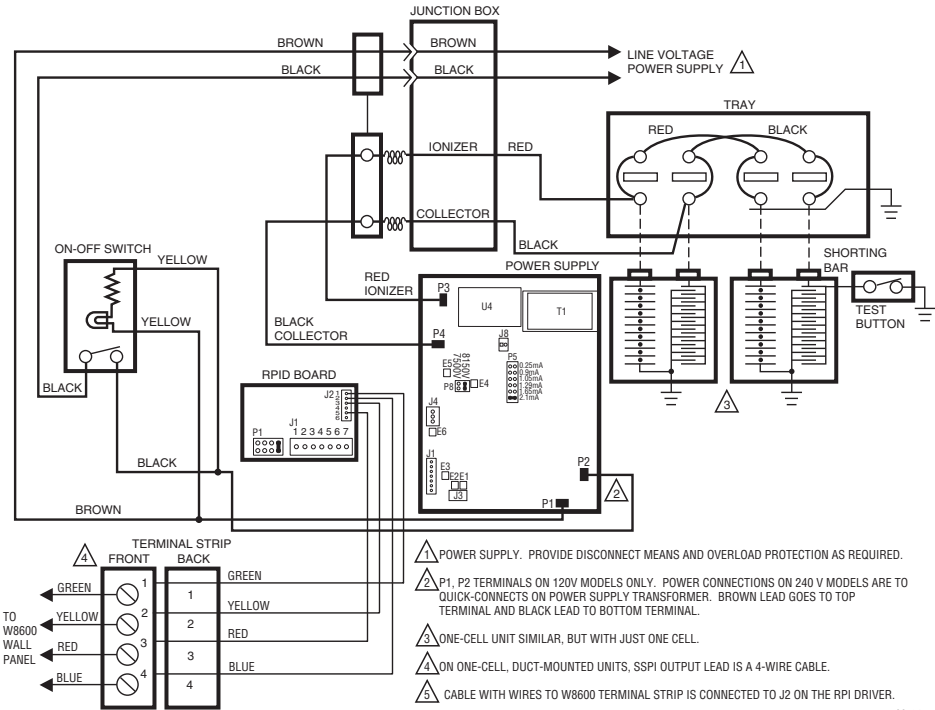 JUNCTION BOX
BROWN
BROWN
BLACK
BLACK
LINE VOLTAGE
POWER SUPPLY
1
TRAY
RED
BLACK
IONIZER
RED
COLLECTOR
BLACK
ON-OFF SWITCH
YELLOW
YELLOW
BLACK
BLACK
BROWN
RED
IONIZER
BLACK
COLLECTOR
POWER SUPPLY
P3
U4
T1
P4
J8
P5
0.25mA
0.9mA
1.05mA
1.29mA
1.65mA
2.1mA
8150V
7500V
E5
P8
E4
J4
E6
J1
E3
E2E1
J3
P2
P1
2
SHORTING
BAR
TEST
BUTTON
3
RPID BOARD
J2
1
2
3
4
5
6
J1
1 2 3 4 5 6 7
P1
4
TERMINAL STRIP
FRONT
BACK
GREEN
1
1
GREEN
TO
W8600
WALL
PANEL
YELLOW
2
2
YELLOW
RED
3
3
RED
BLUE
4
4
BLUE
1 POWER SUPPLY. PROVIDE DISCONNECT MEANS AND OVERLOAD PROTECTION AS REQUIRED.
2 P1, P2 TERMINALS ON 120V MODELS ONLY. POWER CONNECTIONS ON 240 V MODELS ARE TO
QUICK-CONNECTS ON POWER SUPPLY TRANSFORMER. BROWN LEAD GOES TO TOP
TERMINAL AND BLACK LEAD TO BOTTOM TERMINAL.
3 ONE-CELL UNIT SIMILAR, BUT WITH JUST ONE CELL.
4 ON ONE-CELL, DUCT-MOUNTED UNITS, SSPI OUTPUT LEAD IS A 4-WIRE CABLE.
5 CABLE WITH WIRES TO W8600 TERMINAL STRIP IS CONNECTED TO J2 ON THE RPI DRIVER.